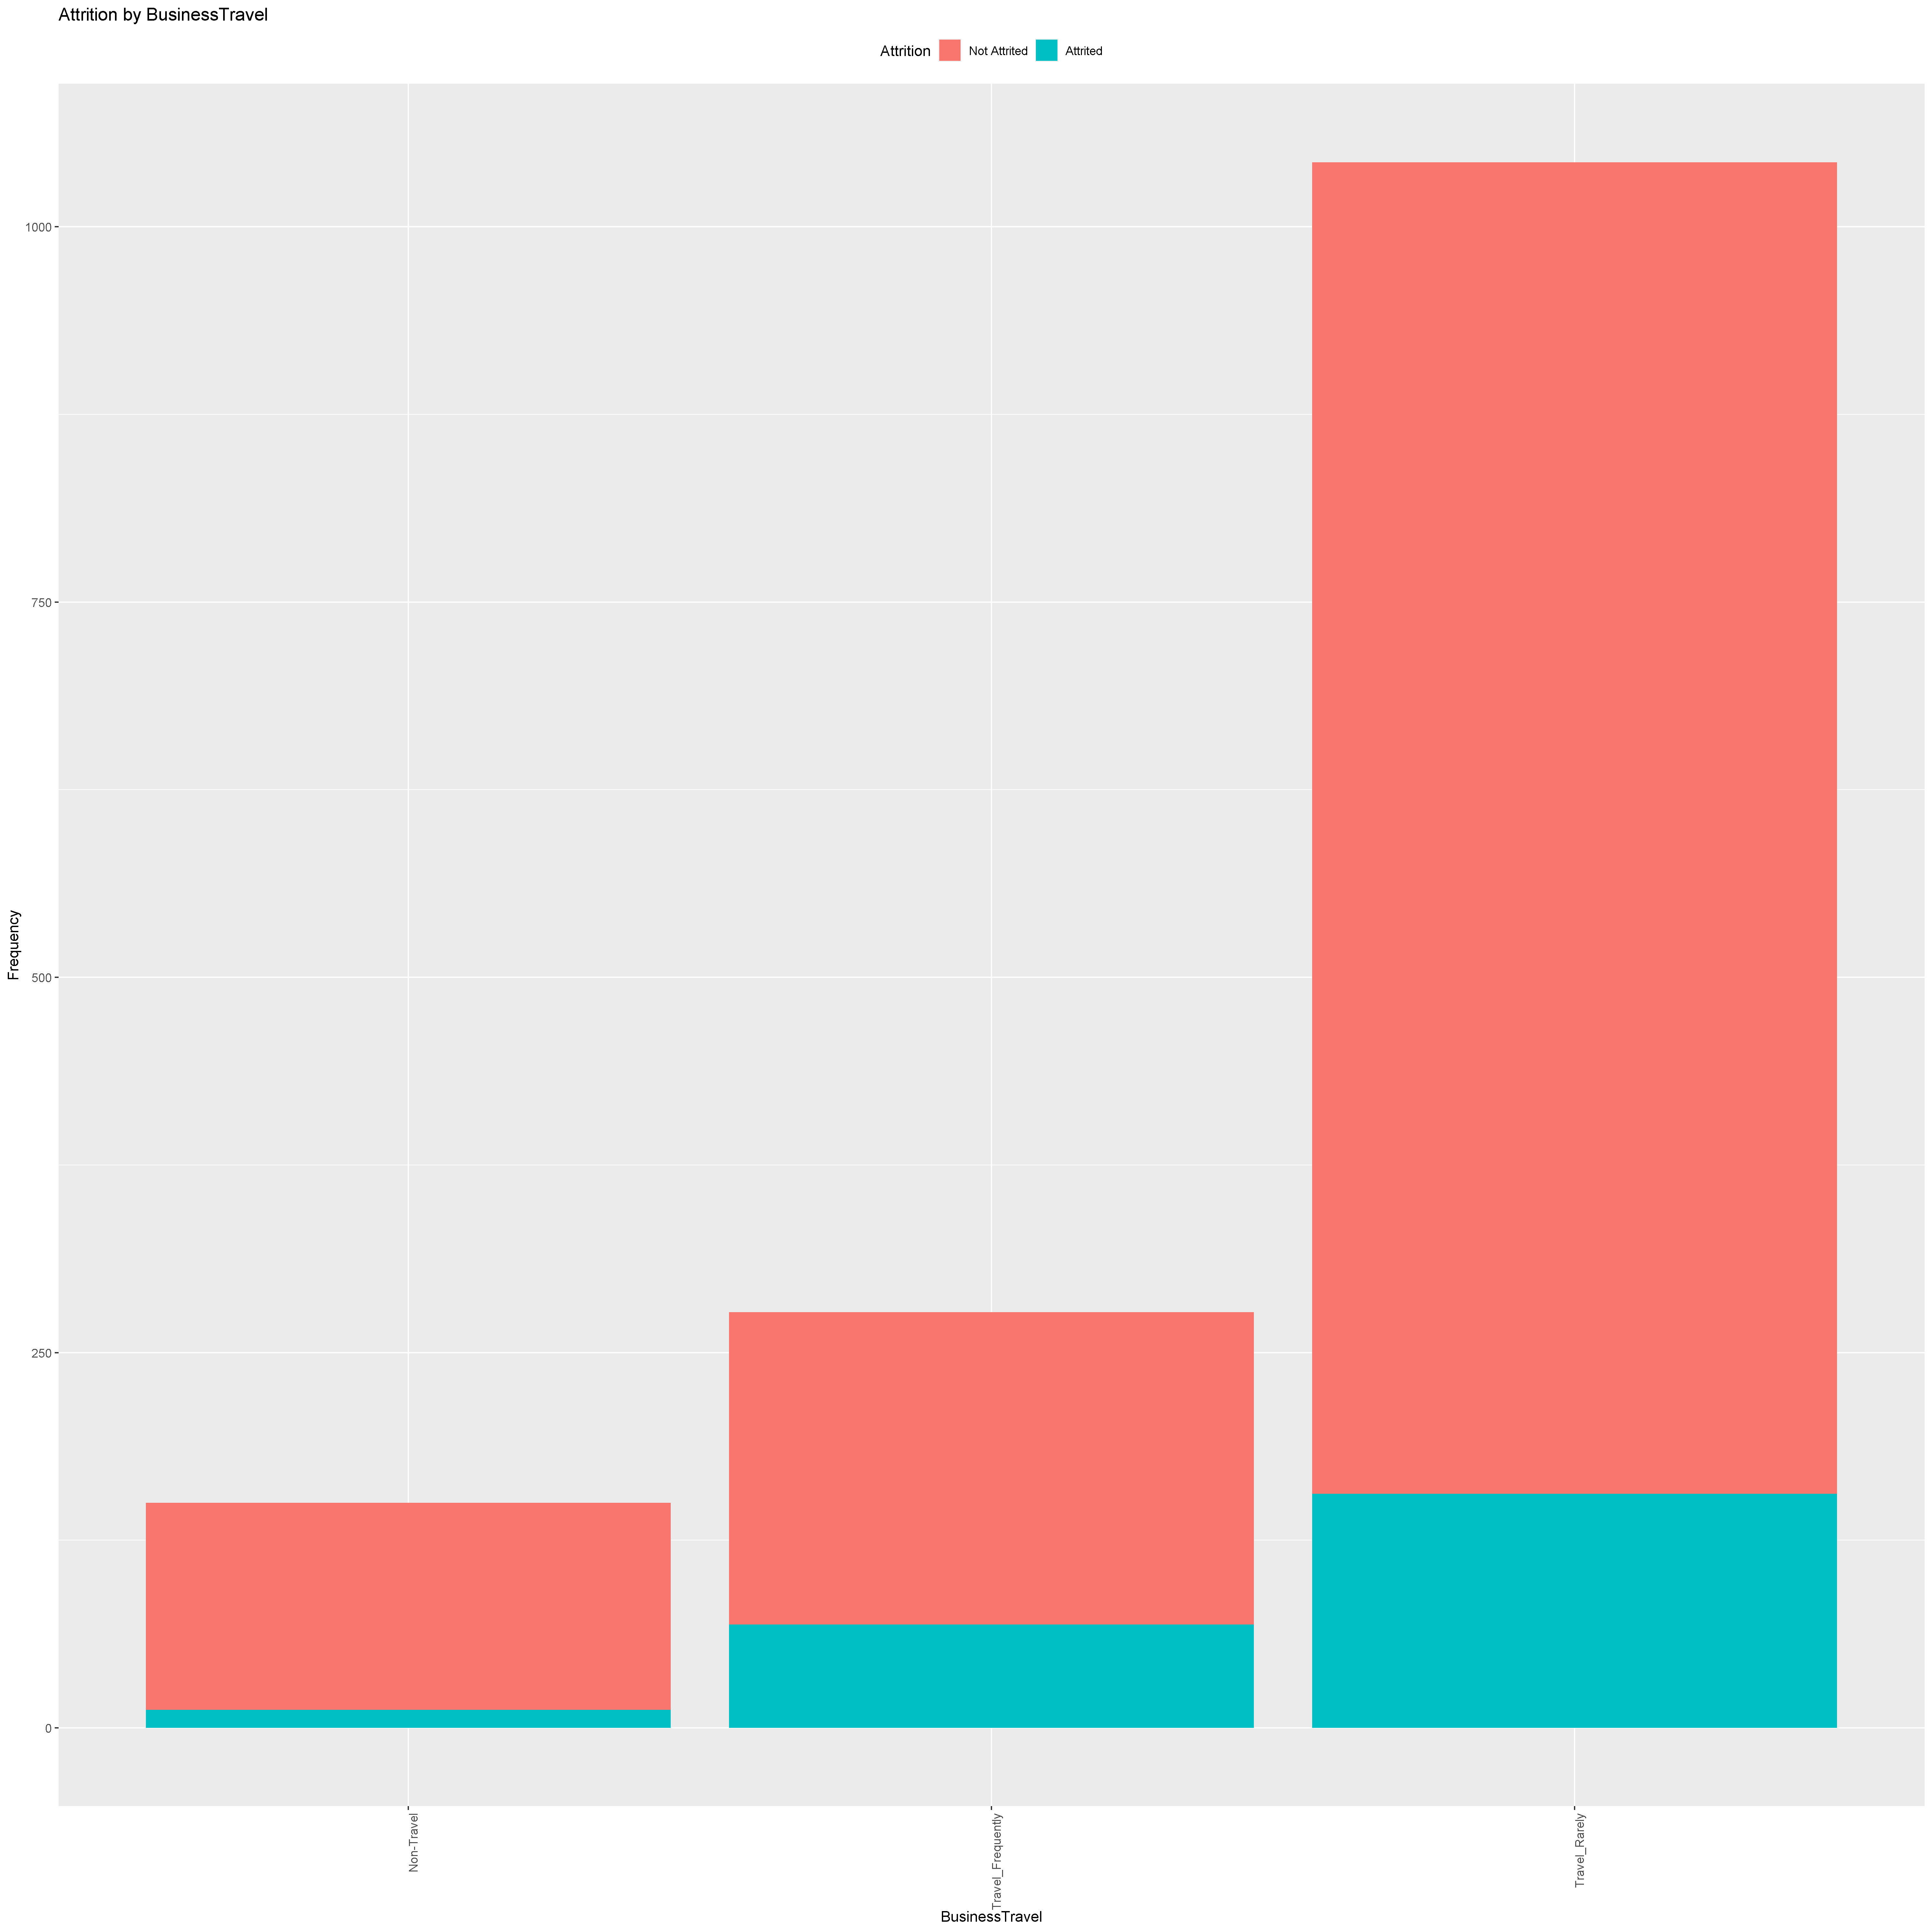 Attrition by BusinessTravel
Attrition Not Attrited Attrited
1000
750
500
250
0
Frequency
Non-Travel
Travel_Frequently
Travel_Rarely
BusinessTravel